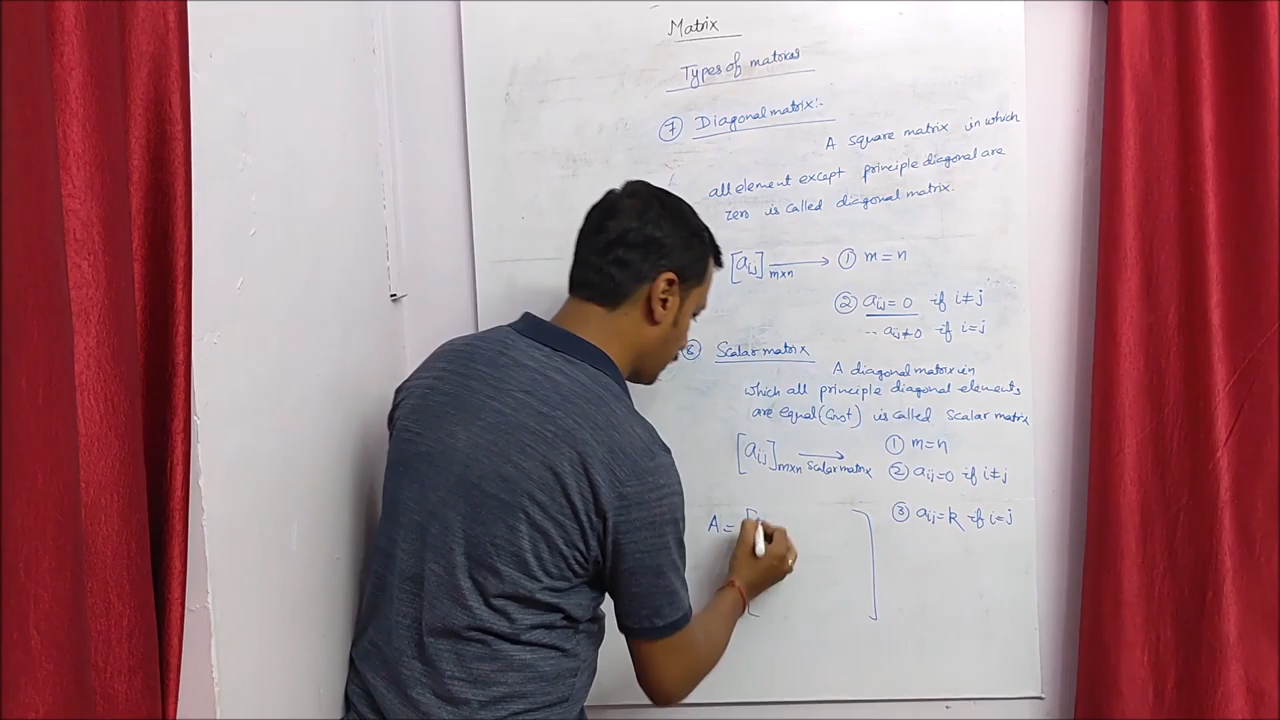 Matrix
Types of matrices
⑦ Diagonal matrix:-
A square matrix in which
all element except principle diagonal are
zero is called diagonal matrix.
[aij]m×n → ① m=n
② aij=0 if i≠j
aij≠0 if i=j
⑧ Scalar matrix
A diagonal matrix in
which all principle diagonal elements
are equal is called Scalar matrix
[aij]m×n → Scalar matrix ① m=n
② aij=0 if i≠j
③ aij=k if i=j
A = [ ]